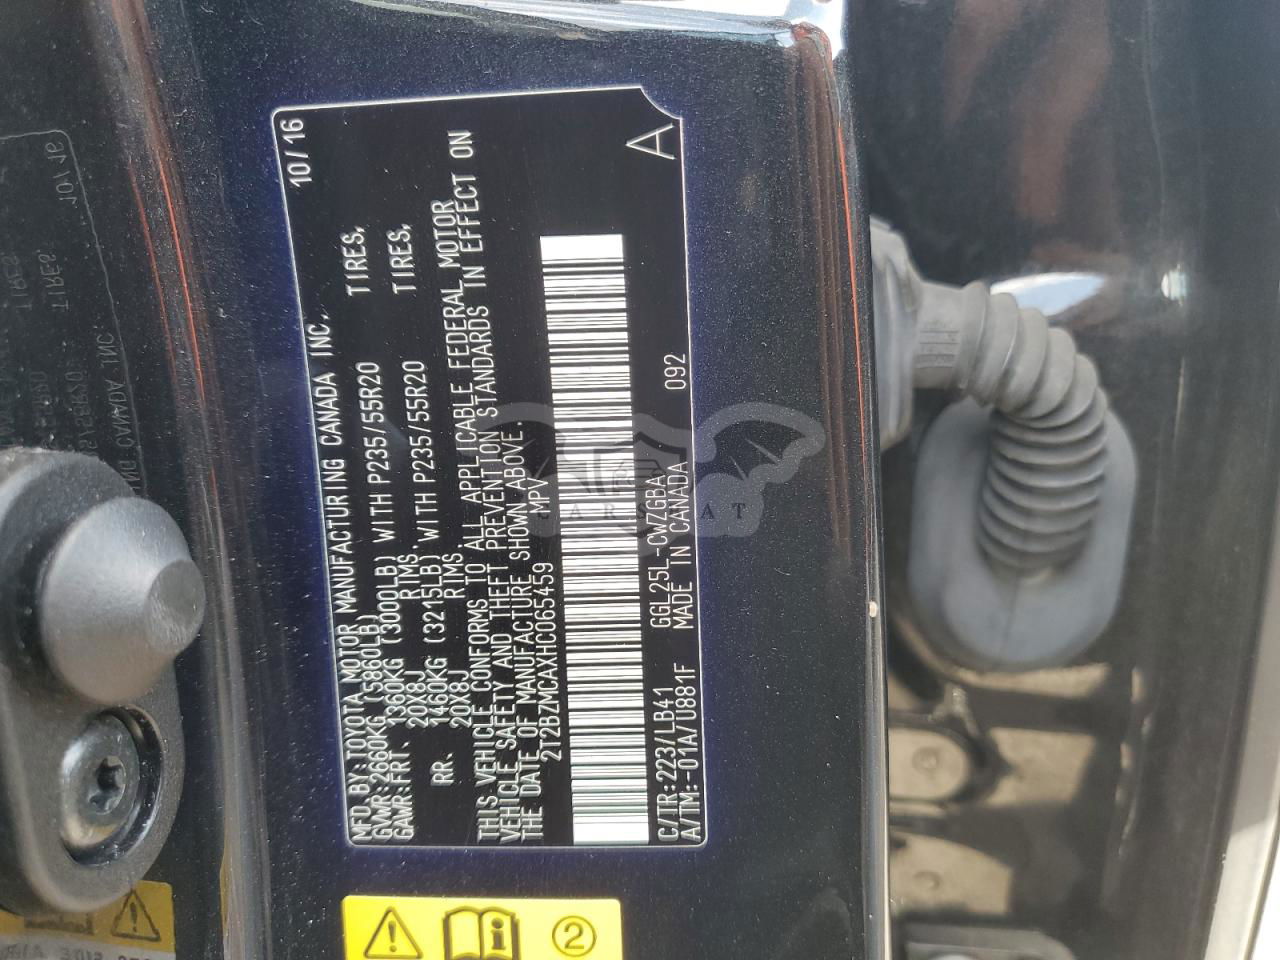 MFD. BY: TOYOTA MOTOR MANUFACTURING CANADA INC. 10/16
GVWR: 2660KG (5860LB)
GAWR: FRT. 1360KG (3000LB) WITH P235/55R20 TIRES,
20X8J RIMS,
RR. 1460KG (3215LB) WITH P235/55R20 TIRES,
20X8J RIMS
THIS VEHICLE CONFORMS TO ALL APPLICABLE FEDERAL MOTOR
VEHICLE SAFETY AND THEFT PREVENTION STANDARDS IN EFFECT ON
THE DATE OF MANUFACTURE SHOWN ABOVE.
2T2BZMCAXHC065459 MPV
C/TR: 223/LB41 GGL25L-CWZGBA 092
A/TM: -01A/U881F MADE IN CANADA
A
CARSBAT
2